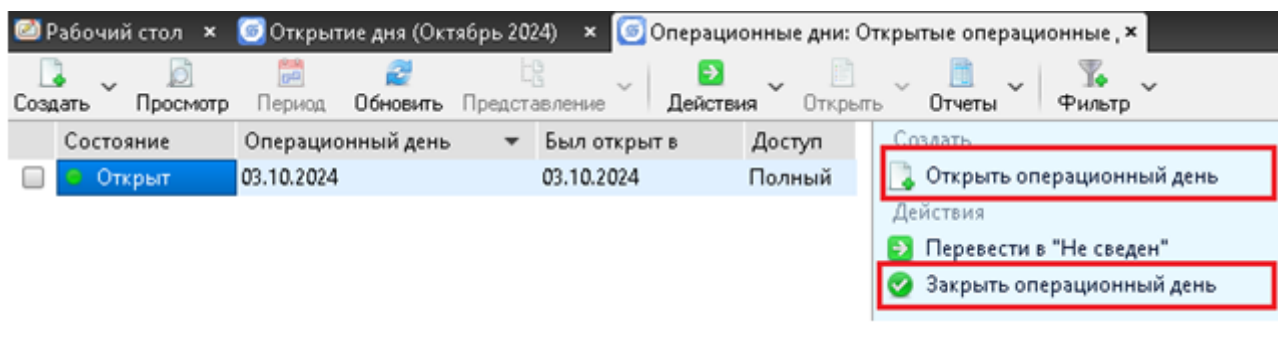 Рабочий стол × Открытие дня (Октябрь 2024) × Операционные дни: Открытые операционные , ×
Создать Просмотр Период Обновить Представление Действия Открыть Отчеты Фильтр
Состояние Операционный день Был открыт в Доступ
Открыт 03.10.2024 03.10.2024 Полный
Создать
Открыть операционный день
Действия
Перевести в "Не сведен"
Закрыть операционный день